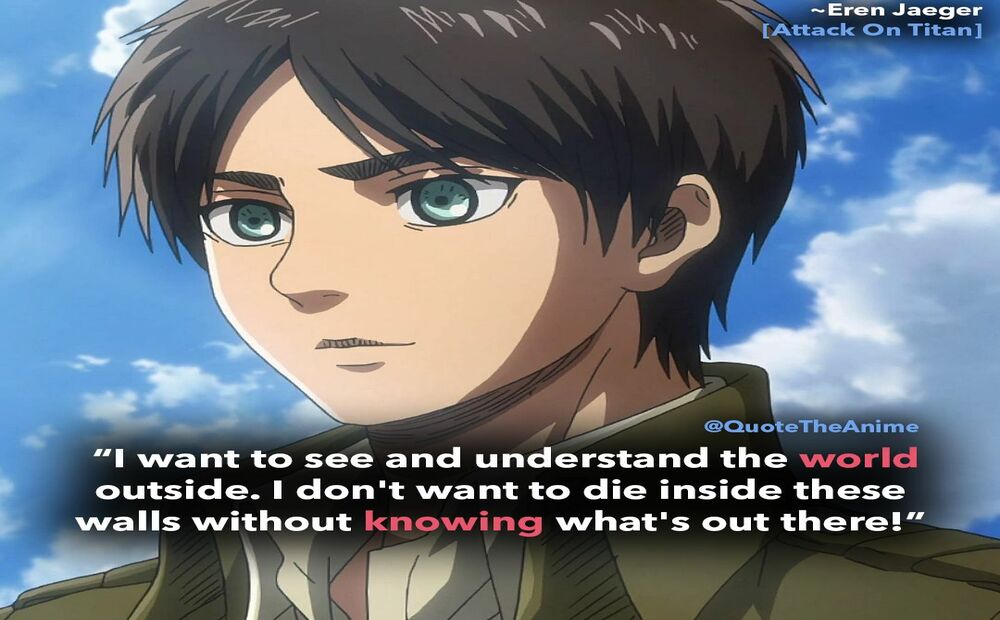 ~Eren Jaeger
[Attack On Titan]
@QuoteTheAnime
“I want to see and understand the world
outside. I don't want to die inside these
walls without knowing what's out there!”